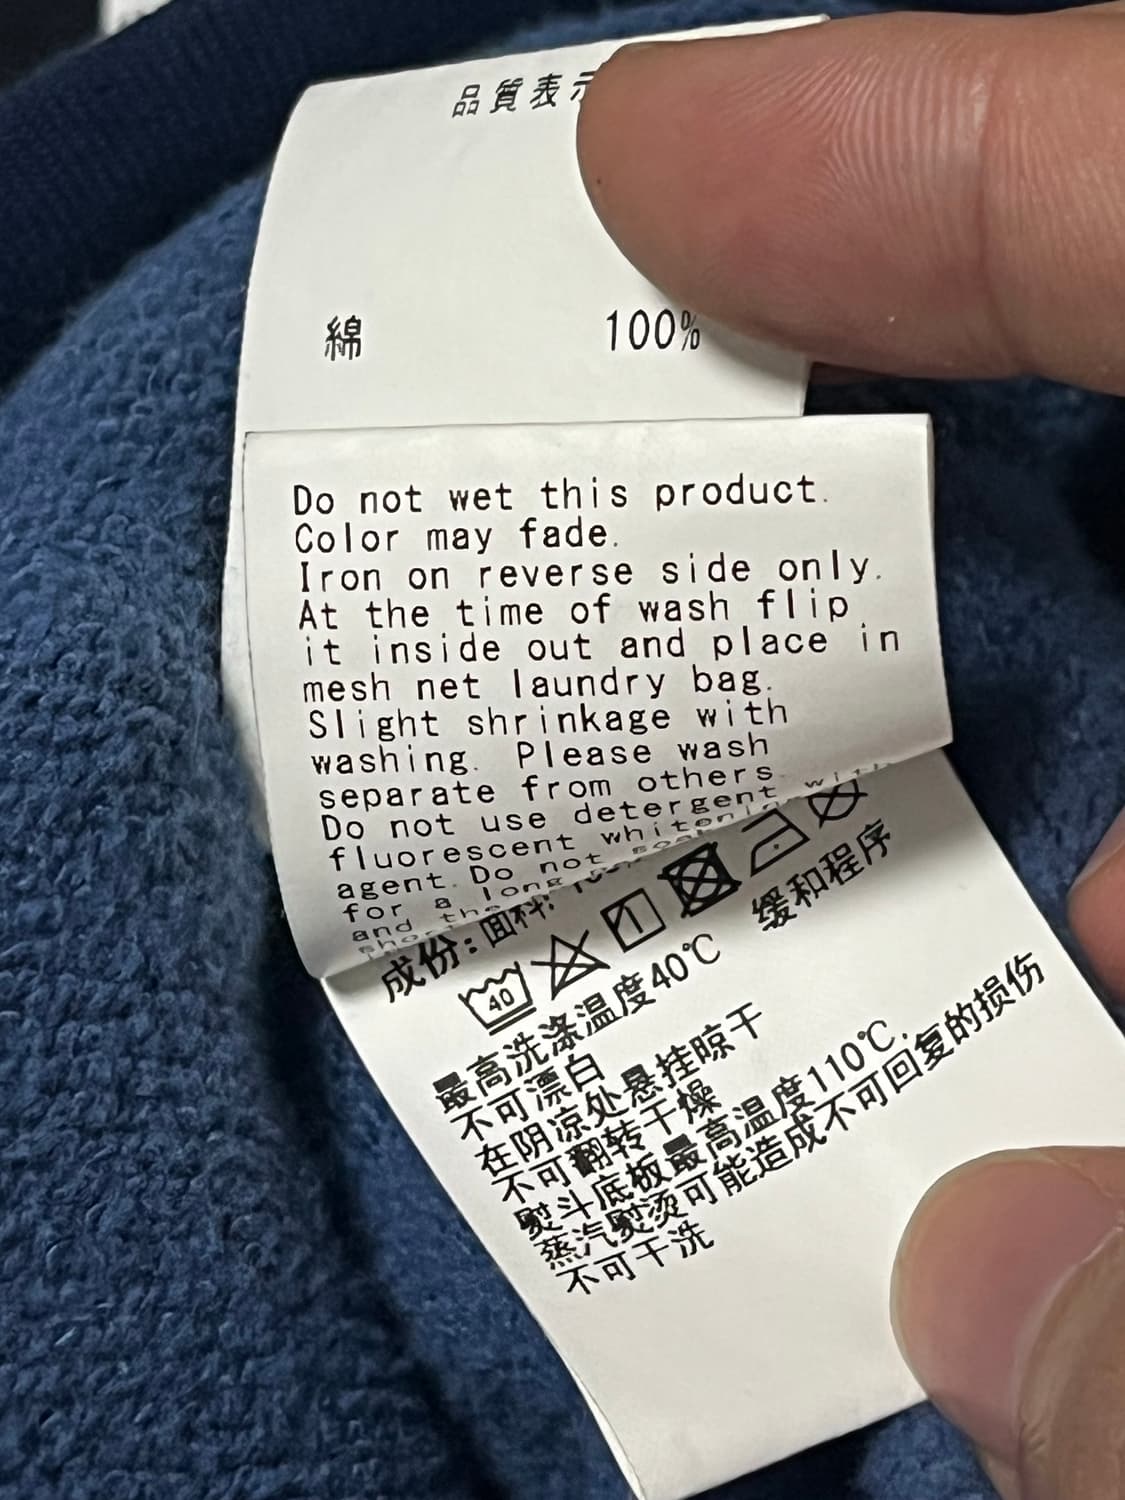 品質表示
綿 100%
Do not wet this product.
Color may fade.
Iron on reverse side only.
At the time of wash flip
it inside out and place in
mesh net laundry bag.
Slight shrinkage with
washing. Please wash
separate from others.
Do not use detergent with
fluorescent
agent. Do not
for a long
and
成份: 面料:
40
缓和程序
最高洗涤温度40℃
不可漂白
在阴凉处悬挂晾干
不可翻转干燥
熨斗底板最高温度110℃.
蒸汽熨烫可能造成不可回复的损伤
不可干洗